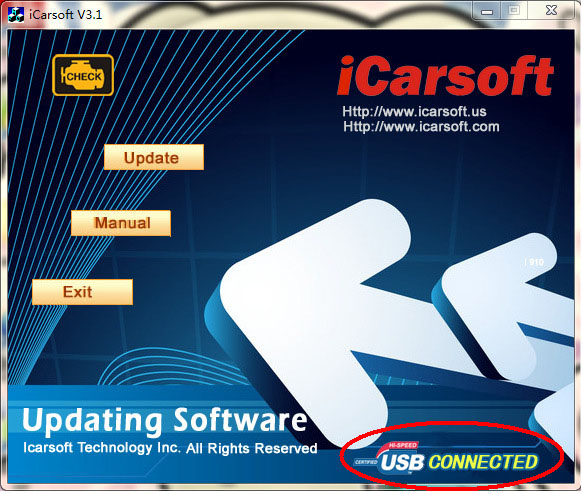 iCarsoft V3.1
CHECK
iCarsoft
Http://www.icarsoft.us
Http://www.icarsoft.com
Update
Manual
i 910
Exit
Updating Software
Icarsoft Technology Inc. All Rights Reserved
HI-SPEED
CERTIFIED USB CONNECTED